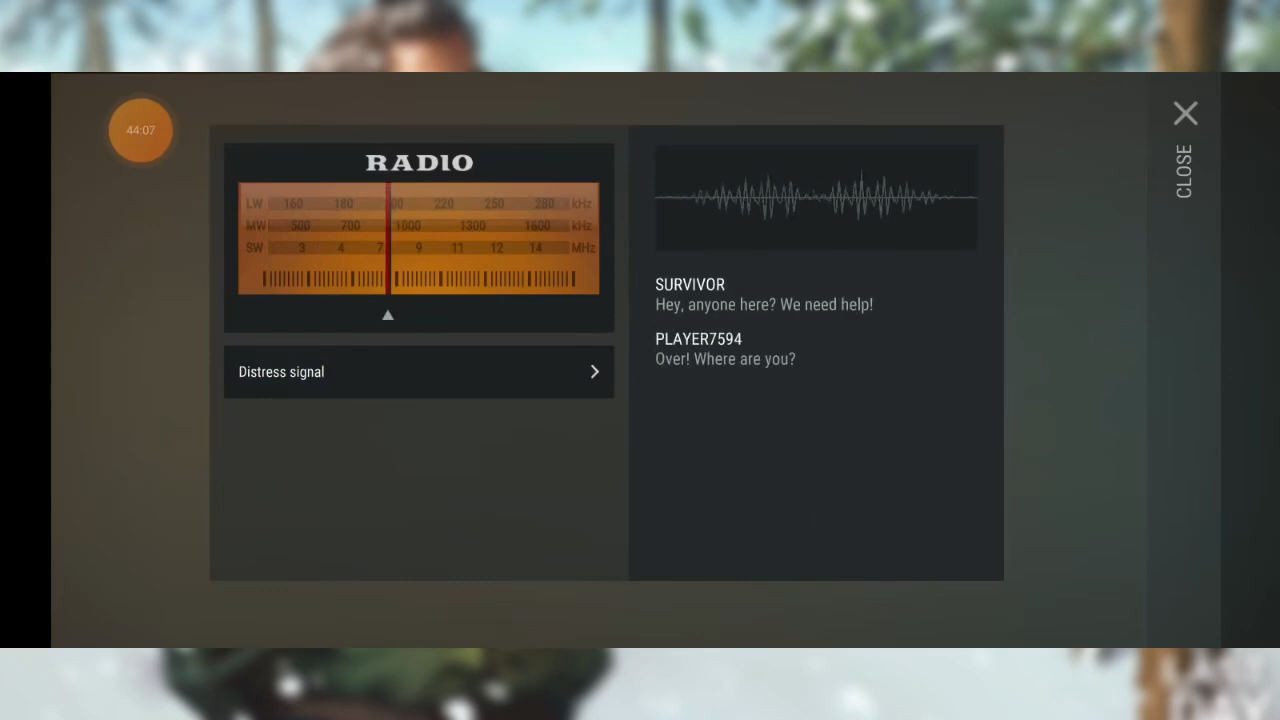 44:07
RADIO
LW 160 180 00 220 250 280 kHz
MW 500 700 1000 1300 1600 kHz
SW 3 4 7 9 11 12 14 MHz
Distress signal
SURVIVOR
Hey, anyone here? We need help!
PLAYER7594
Over! Where are you?
CLOSE